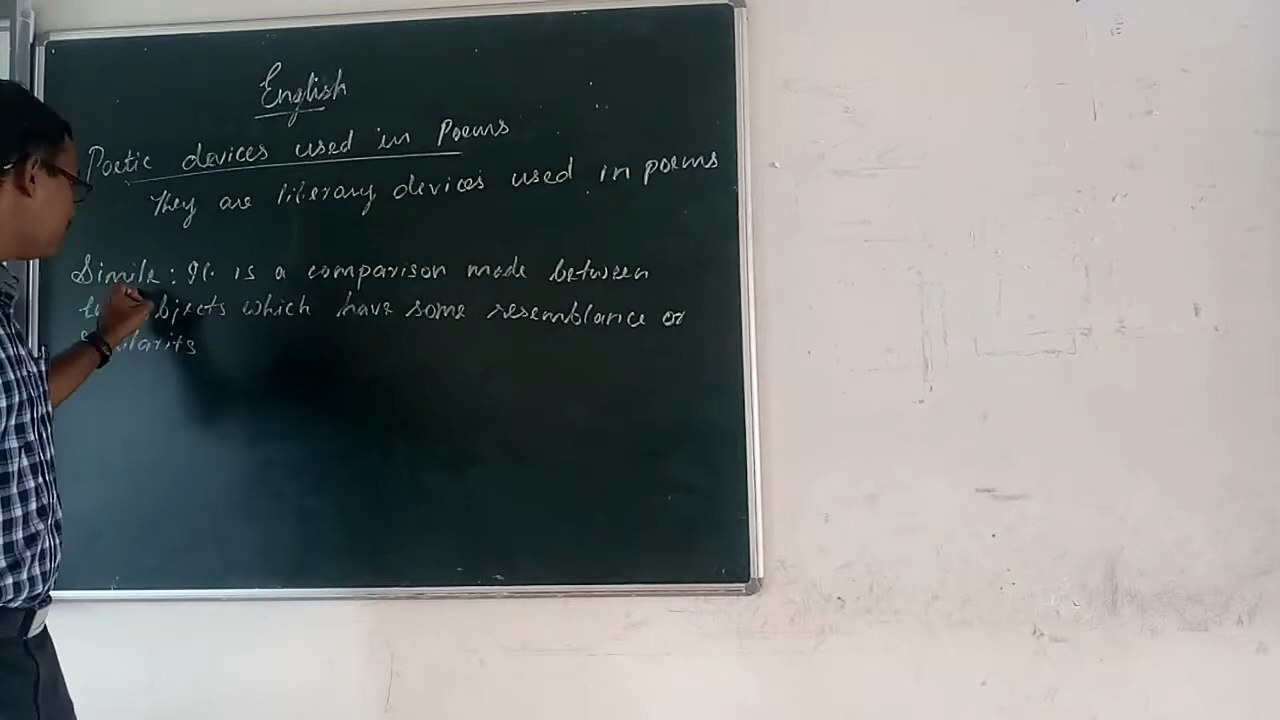 English
Poetic devices used in Poems
They are literary devices used in poems
Simile: It is a comparison made between
objects which have some resemblance or